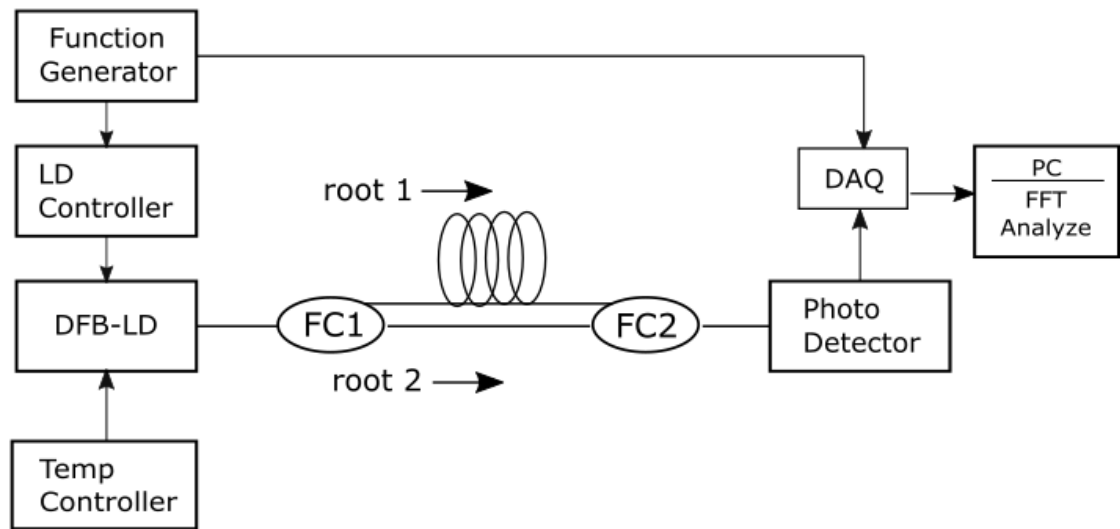 Function
Generator
LD
Controller
DFB-LD
Temp
Controller
root 1
FC1
FC2
root 2
DAQ
Photo
Detector
PC
FFT
Analyze